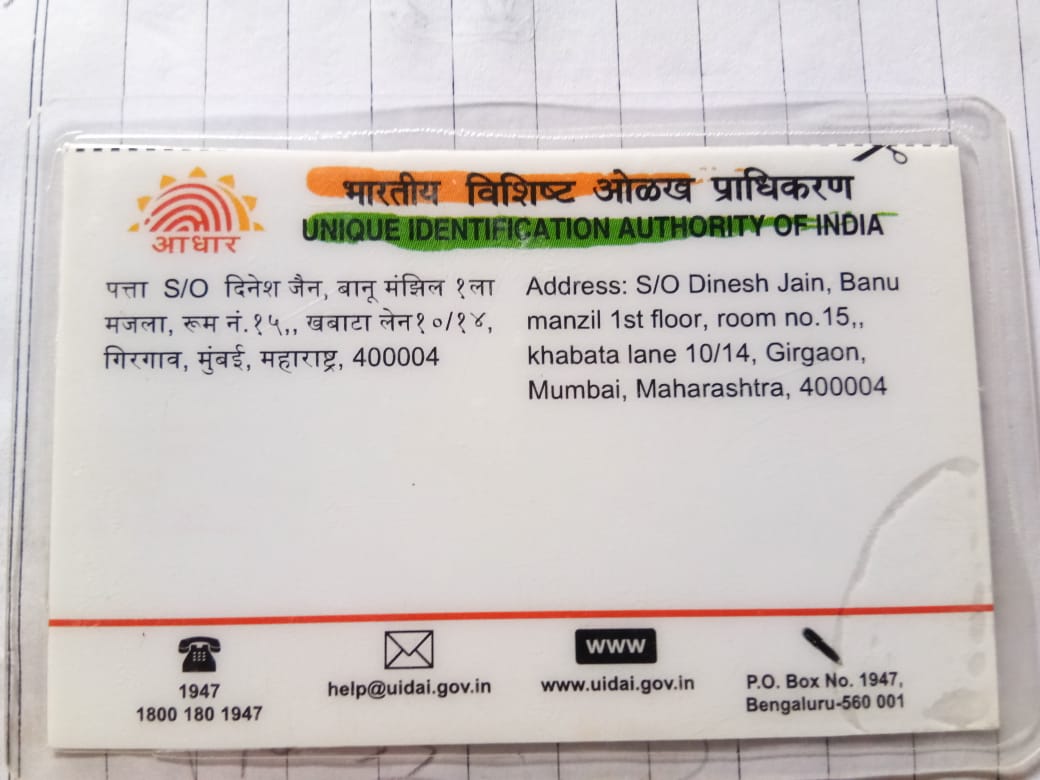 भारतीय विशिष्ट ओळख प्राधिकरण
UNIQUE IDENTIFICATION AUTHORITY OF INDIA
आधार
पत्ता S/O दिनेश जैन, बानू मंझिल १ला
मजला, रूम नं.१५,, खबाटा लेन१०/१४,
गिरगाव, मुंबई, महाराष्ट्र, 400004
Address: S/O Dinesh Jain, Banu
manzil 1st floor, room no.15,,
khabata lane 10/14, Girgaon,
Mumbai, Maharashtra, 400004
1947
1800 180 1947
help@uidai.gov.in
www
www.uidai.gov.in
P.O. Box No. 1947,
Bengaluru-560 001